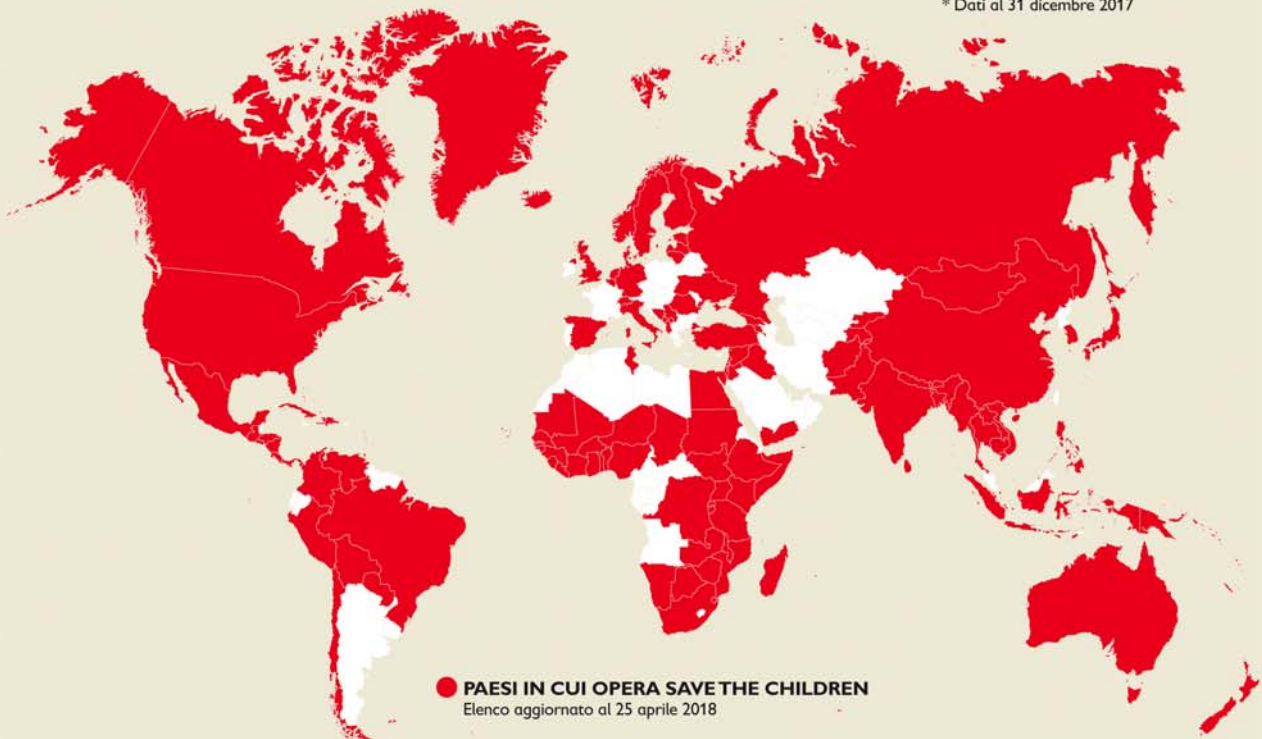 * Dati al 31 dicembre 2017
PAESI IN CUI OPERA SAVE THE CHILDREN
Elenco aggiornato al 25 aprile 2018